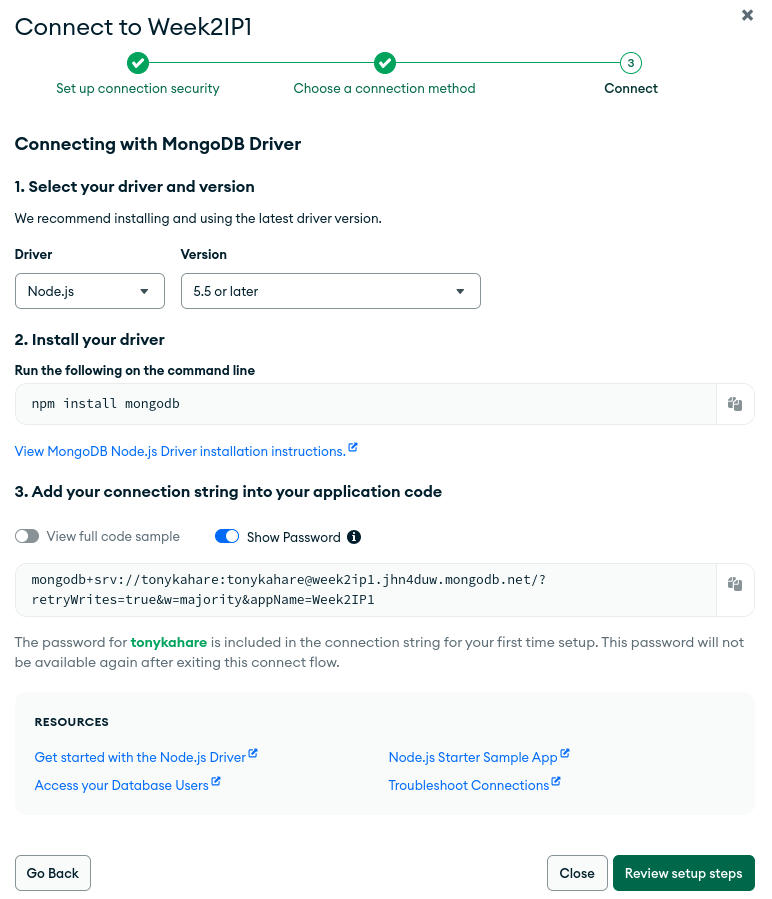 Connect to Week2IP1
Set up connection security
Choose a connection method
3
Connect
Connecting with MongoDB Driver
1. Select your driver and version
We recommend installing and using the latest driver version.
Driver
Version
Node.js
5.5 or later
2. Install your driver
Run the following on the command line
npm install mongodb
View MongoDB Node.js Driver installation instructions.
3. Add your connection string into your application code
View full code sample
Show Password
mongodb+srv://tonykahare:tonykahare@week2ip1.jhn4duw.mongodb.net/?
retryWrites=true&w=majority&appName=Week2IP1
The password for tonykahare is included in the connection string for your first time setup. This password will not
be available again after exiting this connect flow.
RESOURCES
Get started with the Node.js Driver
Node.js Starter Sample App
Access your Database Users
Troubleshoot Connections
Go Back
Close
Review setup steps